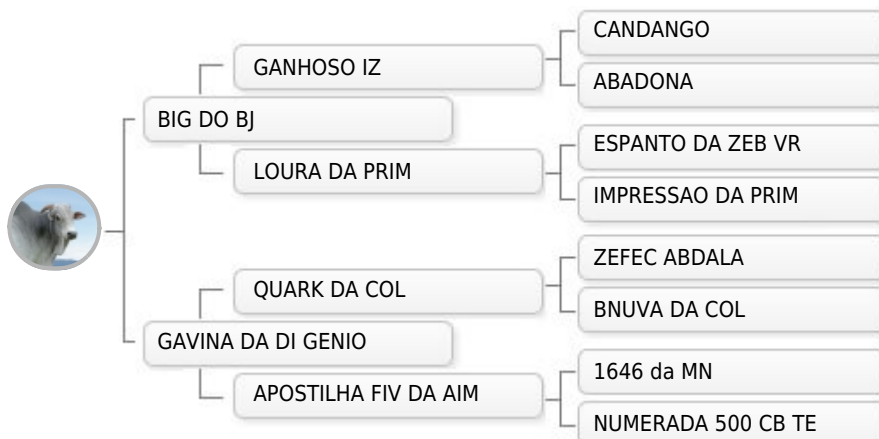 CANDANGO
GANHOSO IZ
ABADONA
BIG DO BJ
ESPANTO DA ZEB VR
LOURA DA PRIM
IMPRESSAO DA PRIM
ZEFEC ABDALA
QUARK DA COL
BNUVA DA COL
GAVINA DA DI GENIO
1646 da MN
APOSTILHA FIV DA AIM
NUMERADA 500 CB TE